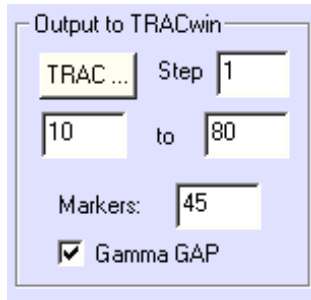 Output to TRACwin
TRAC ... Step 1
10 to 80
Markers: 45
Gamma GAP